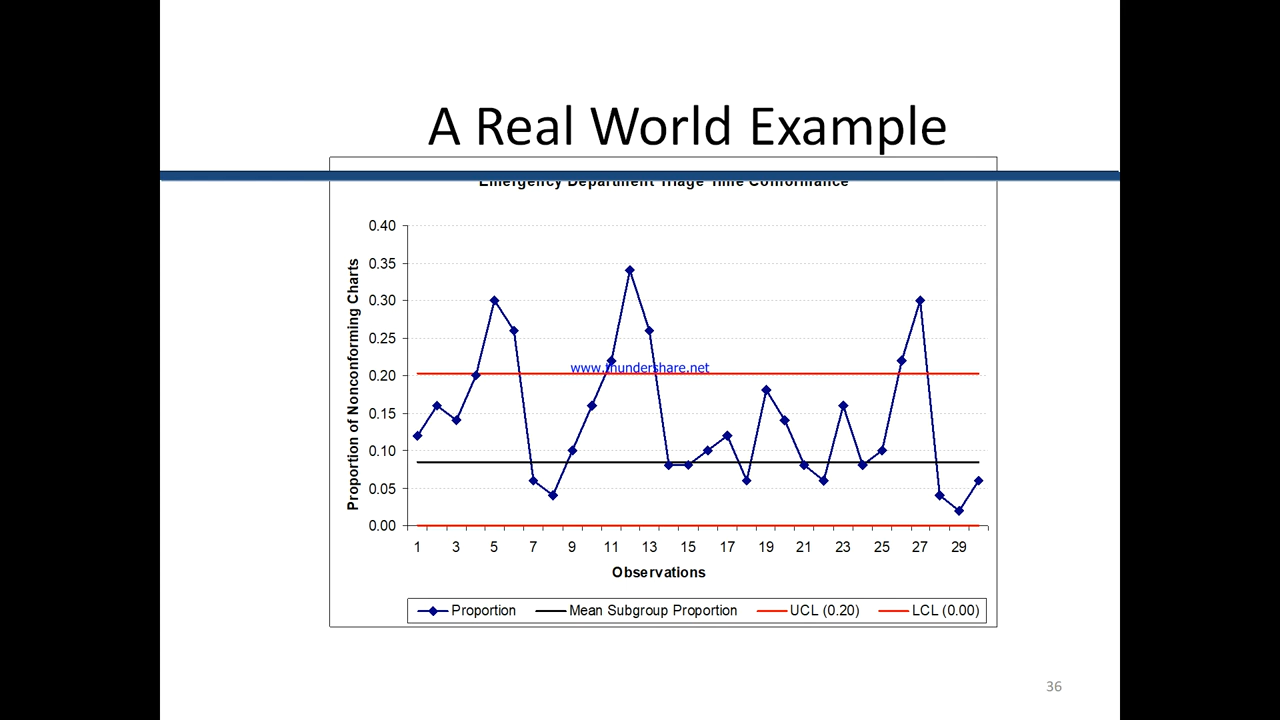 A Real World Example
Emergency Department Triage Time Conformance
0.40
0.35
0.30
0.25
0.20
0.15
0.10
0.05
0.00
Proportion of Nonconforming Charts
www.thundershare.net
1 3 5 7 9 11 13 15 17 19 21 23 25 27 29
Observations
Proportion Mean Subgroup Proportion UCL (0.20) LCL (0.00)
36